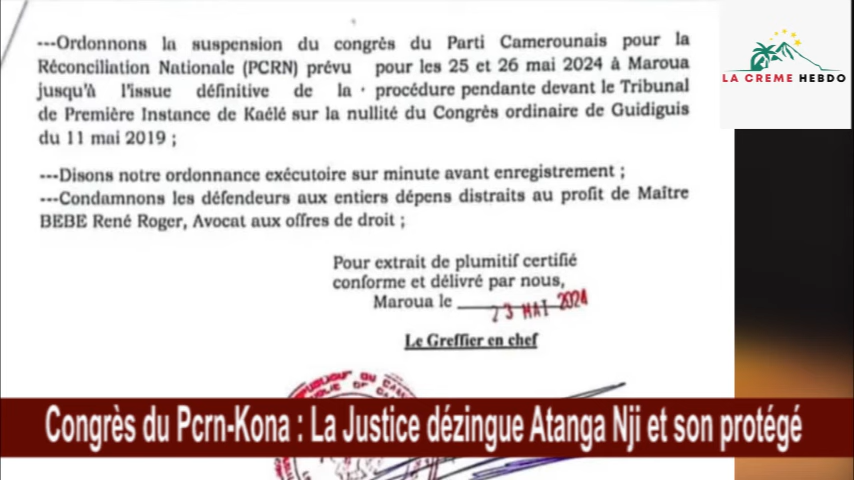 ---Ordonnons la suspension du congrès du Parti Camerounais pour la
Réconciliation Nationale (PCRN) prévu pour les 25 et 26 mai 2024 à Maroua
jusqu'à l'issue définitive de la procédure pendante devant le Tribunal
de Première Instance de Kaélé sur la nullité du Congrès ordinaire de Guidiguis
du 11 mai 2019 ;
---Disons notre ordonnance exécutoire sur minute avant enregistrement ;
---Condamnons les défendeurs aux entiers dépens distraits au profit de Maître
BEBE René Roger, Avocat aux offres de droit ;
Pour extrait de plumitif certifié
conforme et délivré par nous,
Maroua le 23 MAI 2024
Le Greffier en chef
LA CREME HEBDO
Congrès du Pcrn-Kona : La Justice dézingue Atanga Nji et son protégé